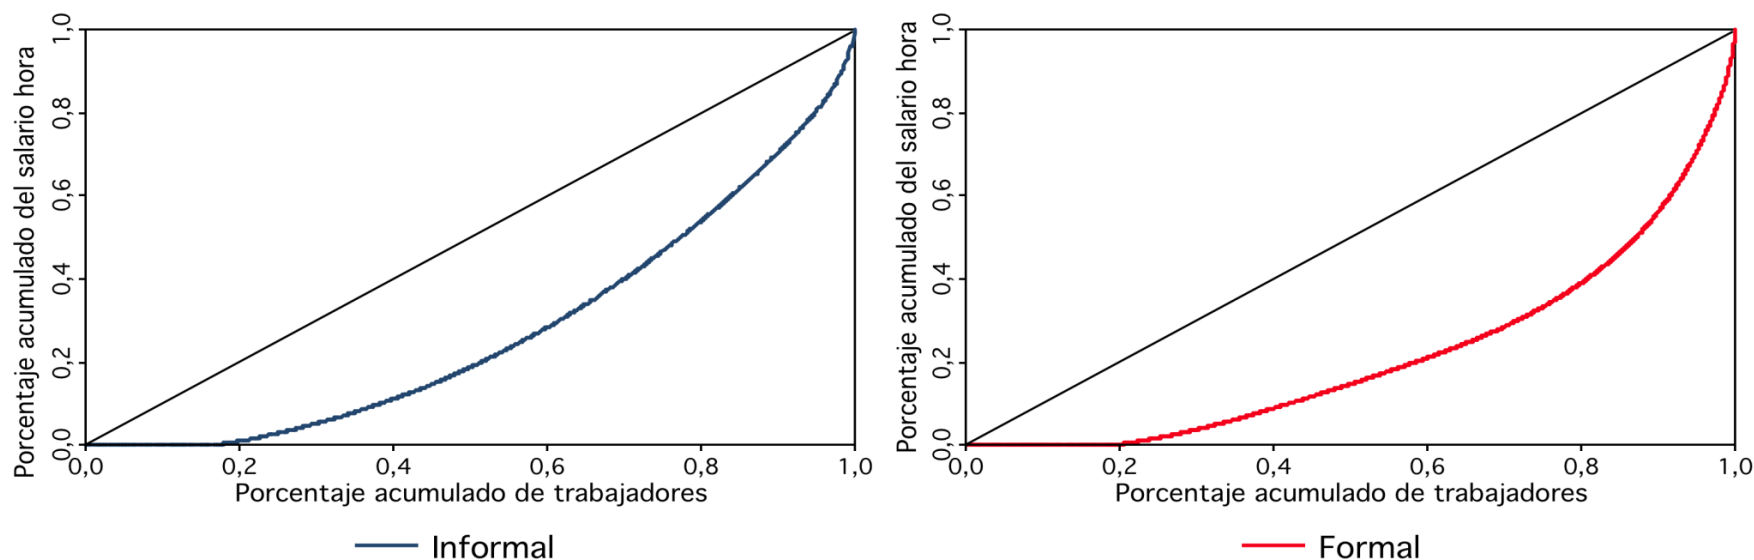 Porcentaje acumulado del salario hora
1,0
0,8
0,6
0,4
0,2
0,0
0,0 0,2 0,4 0,6 0,8 1,0
Porcentaje acumulado de trabajadores
Informal
Porcentaje acumulado del salario hora
1,0
0,8
0,6
0,4
0,2
0,0
0,0 0,2 0,4 0,6 0,8 1,0
Porcentaje acumulado de trabajadores
Formal